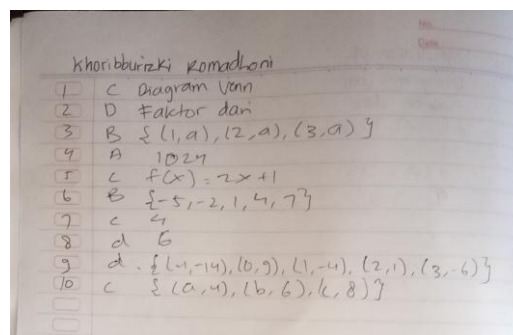 No.
Date
Khoribburizki Romadhoni
1 C Diagram Venn
2 D Faktor dari
3 B {(1,a), (2,a), (3,a)}
4 A 1024
5 C f(x) = 2x+1
6 B {-5,-2,1,4,7}
7 C 4
8 d 6
9 d. {(-1,-14), (0,9), (1,-4), (2,1), (3,-6)}
10 C {(a,4), (b,6), (c,8)}